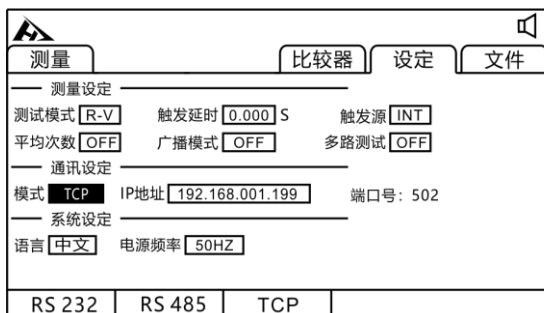 测量 比较器 设定 文件
测量设定
测试模式 R-V 触发延时 0.000 S 触发源 INT
平均次数 OFF 广播模式 OFF 多路测试 OFF
通讯设定
模式 TCP IP地址 192.168.001.199 端口号: 502
系统设定
语言 中文 电源频率 50HZ
RS 232 RS 485 TCP